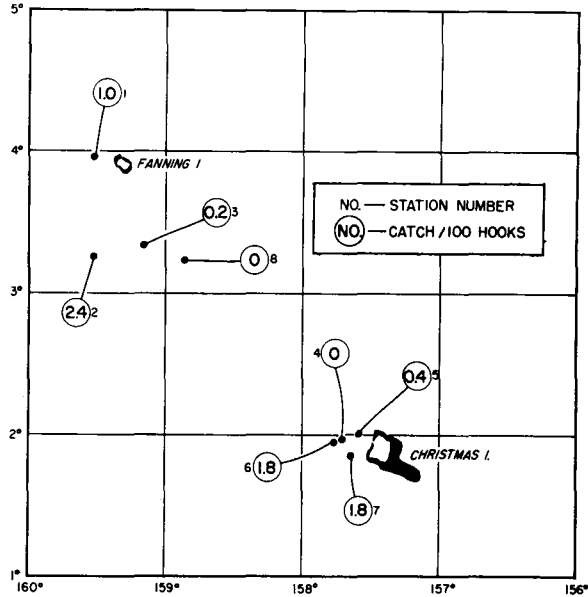 5°
1.0 1
4°
FANNING I
0.2 3
NO. — STATION NUMBER
NO. — CATCH / 100 HOOKS
0 8
3°
2.4 2
4 0
0.4 5
2°
CHRISTMAS I.
6 1.8
1.8 7
1°
160° 159° 158° 157° 156°